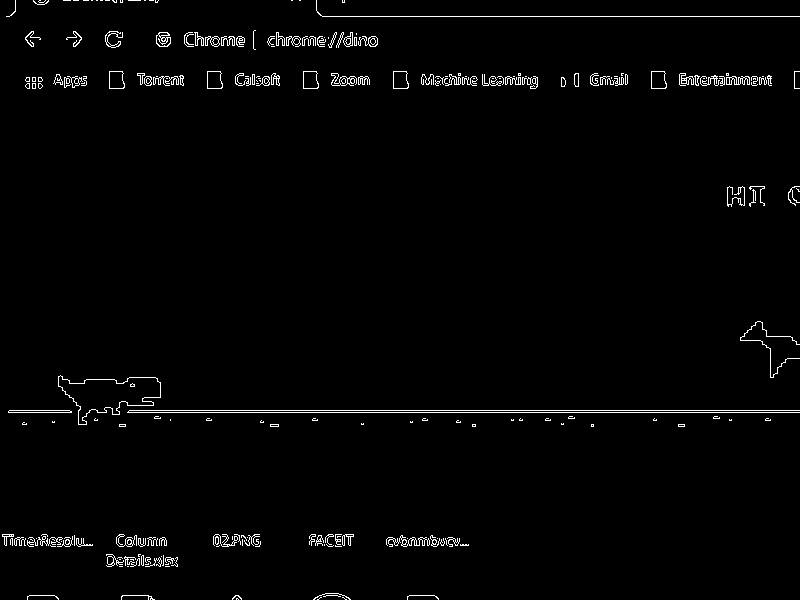 Chrome | chrome://dino
Apps Torrent Calsoft Zoom Machine Learning Gmail Entertainment
HI
TimerResolu... Column Details.xlsx 02.PNG FACEIT cvbnmbvcv...